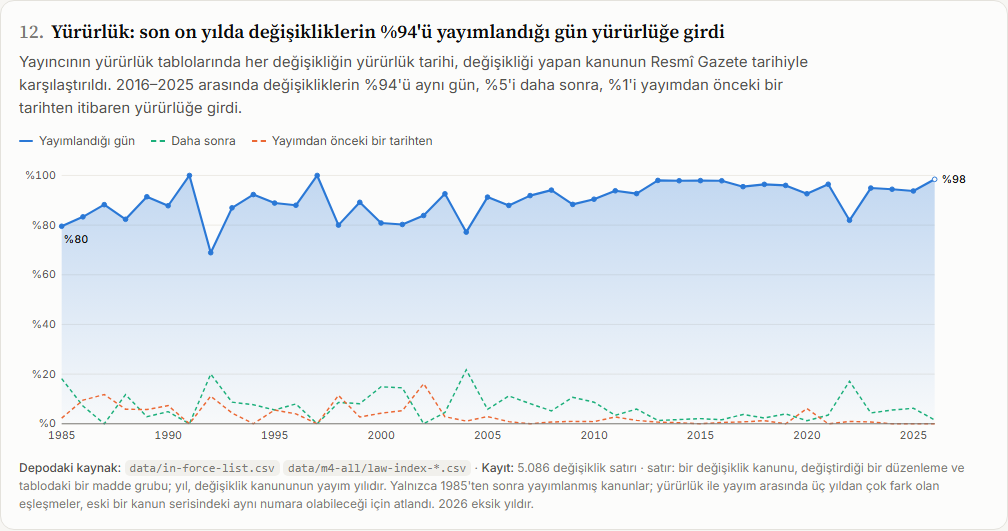 12. Yürürlük: son on yılda değişikliklerin %94'ü yayımlandığı gün yürürlüğe girdi
Yayıncının yürürlük tablolarında her değişikliğin yürürlük tarihi, değişikliği yapan kanunun Resmî Gazete tarihiyle
karşılaştırıldı. 2016–2025 arasında değişikliklerin %94'ü aynı gün, %5'i daha sonra, %1'i yayımdan önceki bir
tarihten itibaren yürürlüğe girdi.
Yayımlandığı gün Daha sonra Yayımdan önceki bir tarihten
%100
%98
%80
%80
%60
%40
%20
%0
1985 1990 1995 2000 2005 2010 2015 2020 2025
Depodaki kaynak: data/in-force-list.csv data/m4-all/law-index-*.csv · Kayıt: 5.086 değişiklik satırı · satır: bir değişiklik kanunu, değiştirdiği bir düzenleme ve
tablodaki bir madde grubu; yıl, değişiklik kanununun yayım yılıdır. Yalnızca 1985'ten sonra yayımlanmış kanunlar; yürürlük ile yayım arasında üç yıldan çok fark olan
eşleşmeler, eski bir kanun serisindeki aynı numara olabileceği için atlandı. 2026 eksik yıldır.